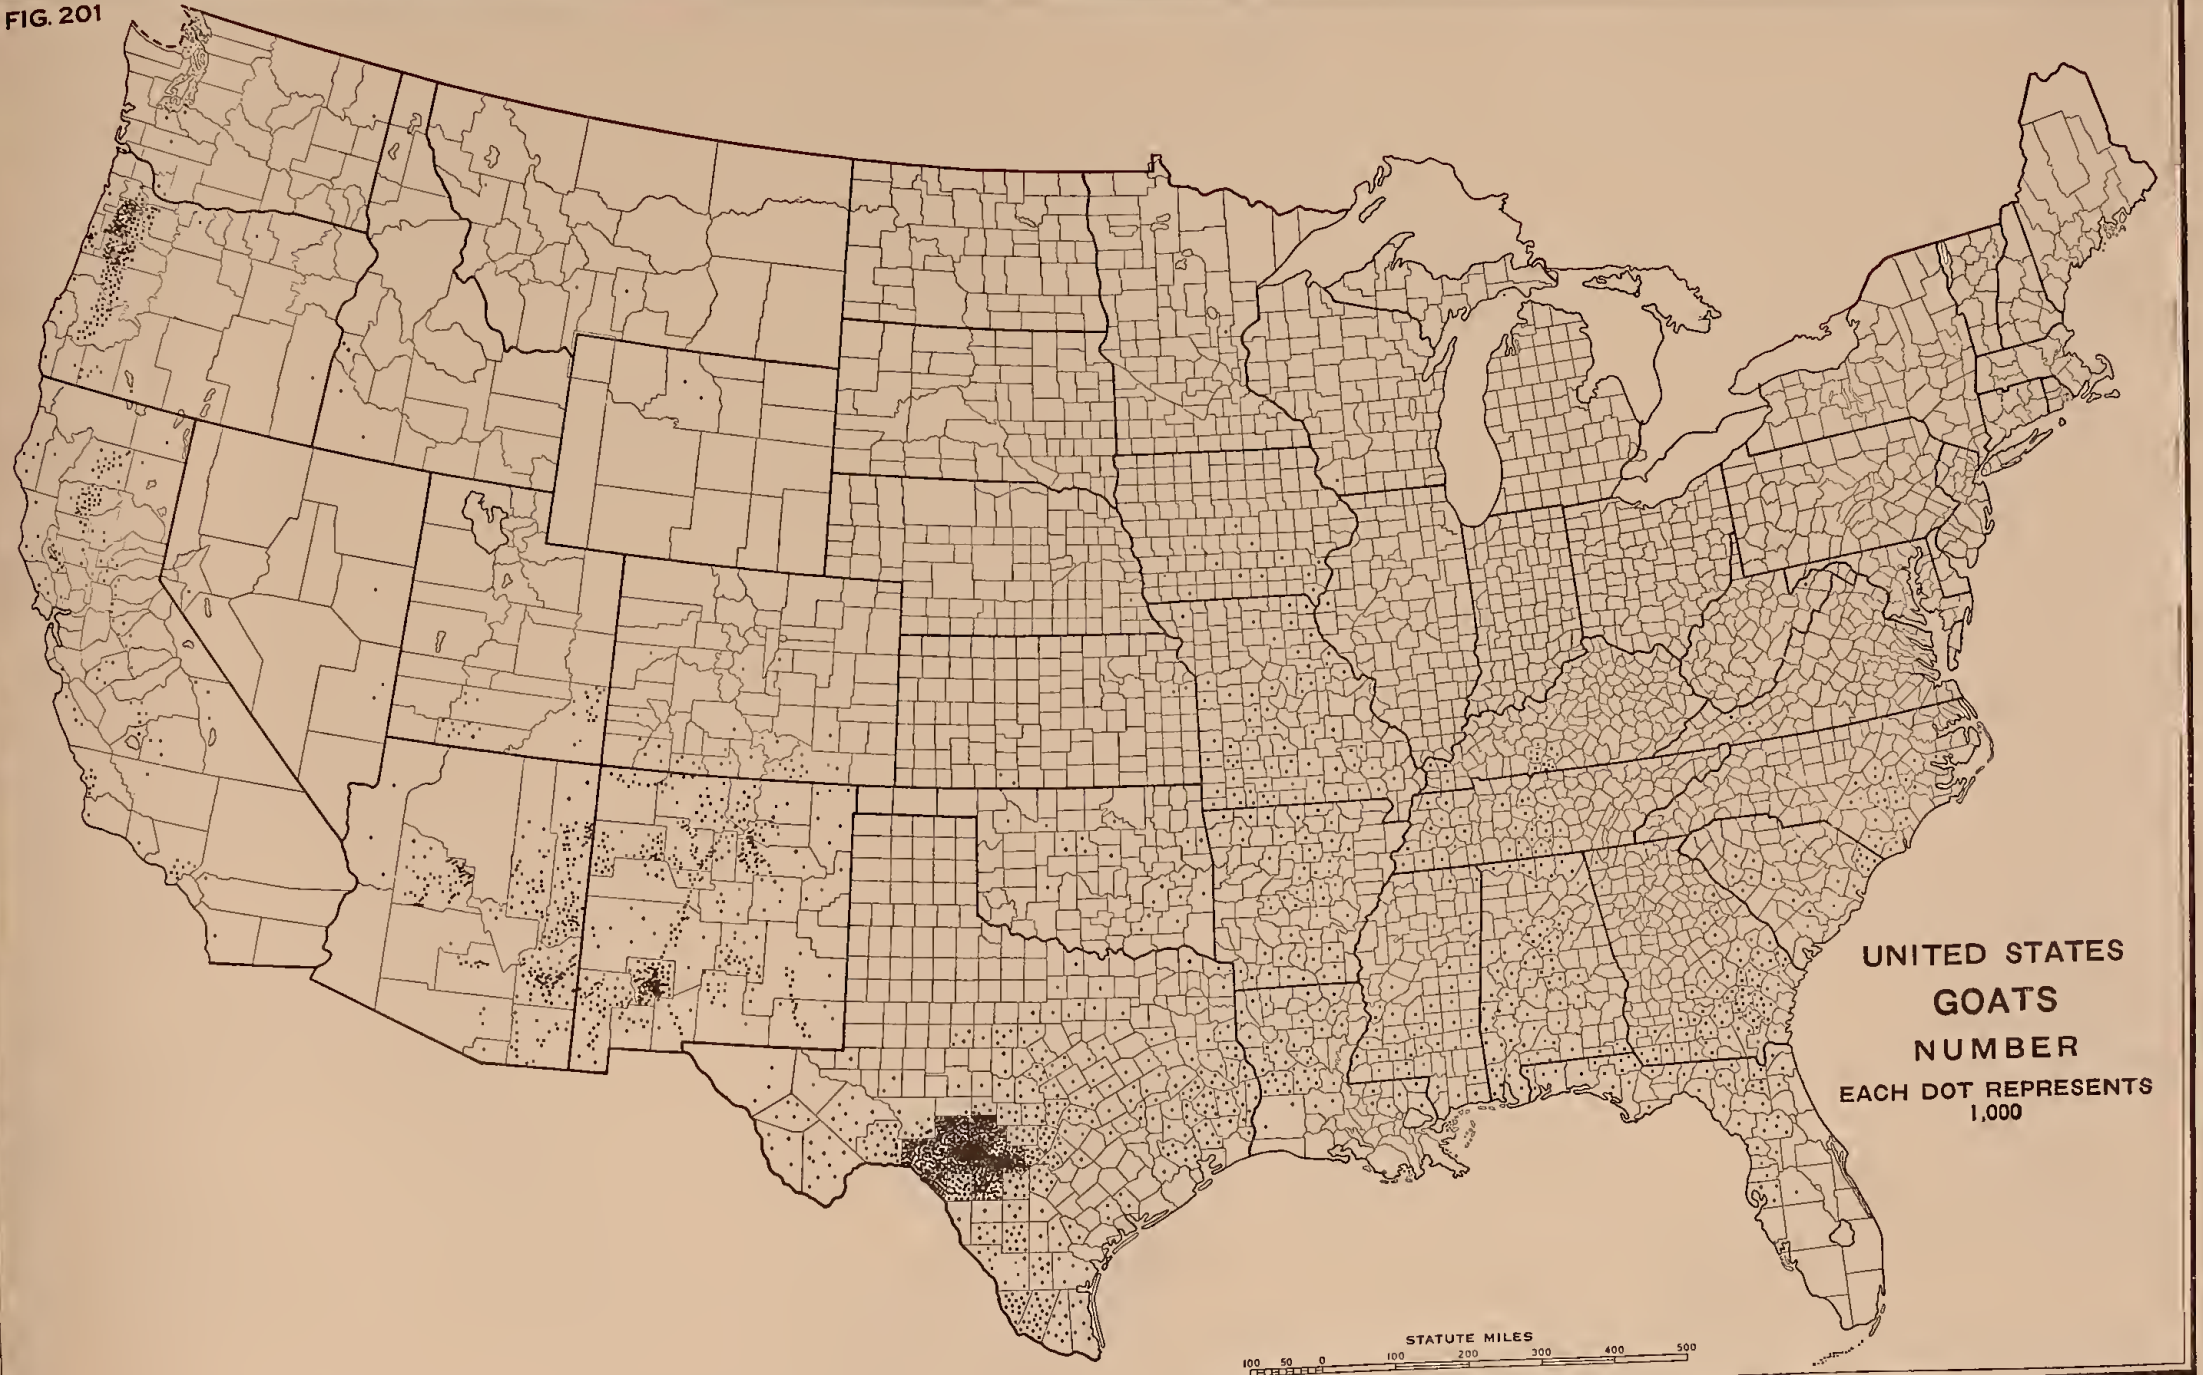 FIG. 201
UNITED STATES
GOATS
NUMBER
EACH DOT REPRESENTS
1,000
STATUTE MILES
100 50 0 100 200 300 400 500